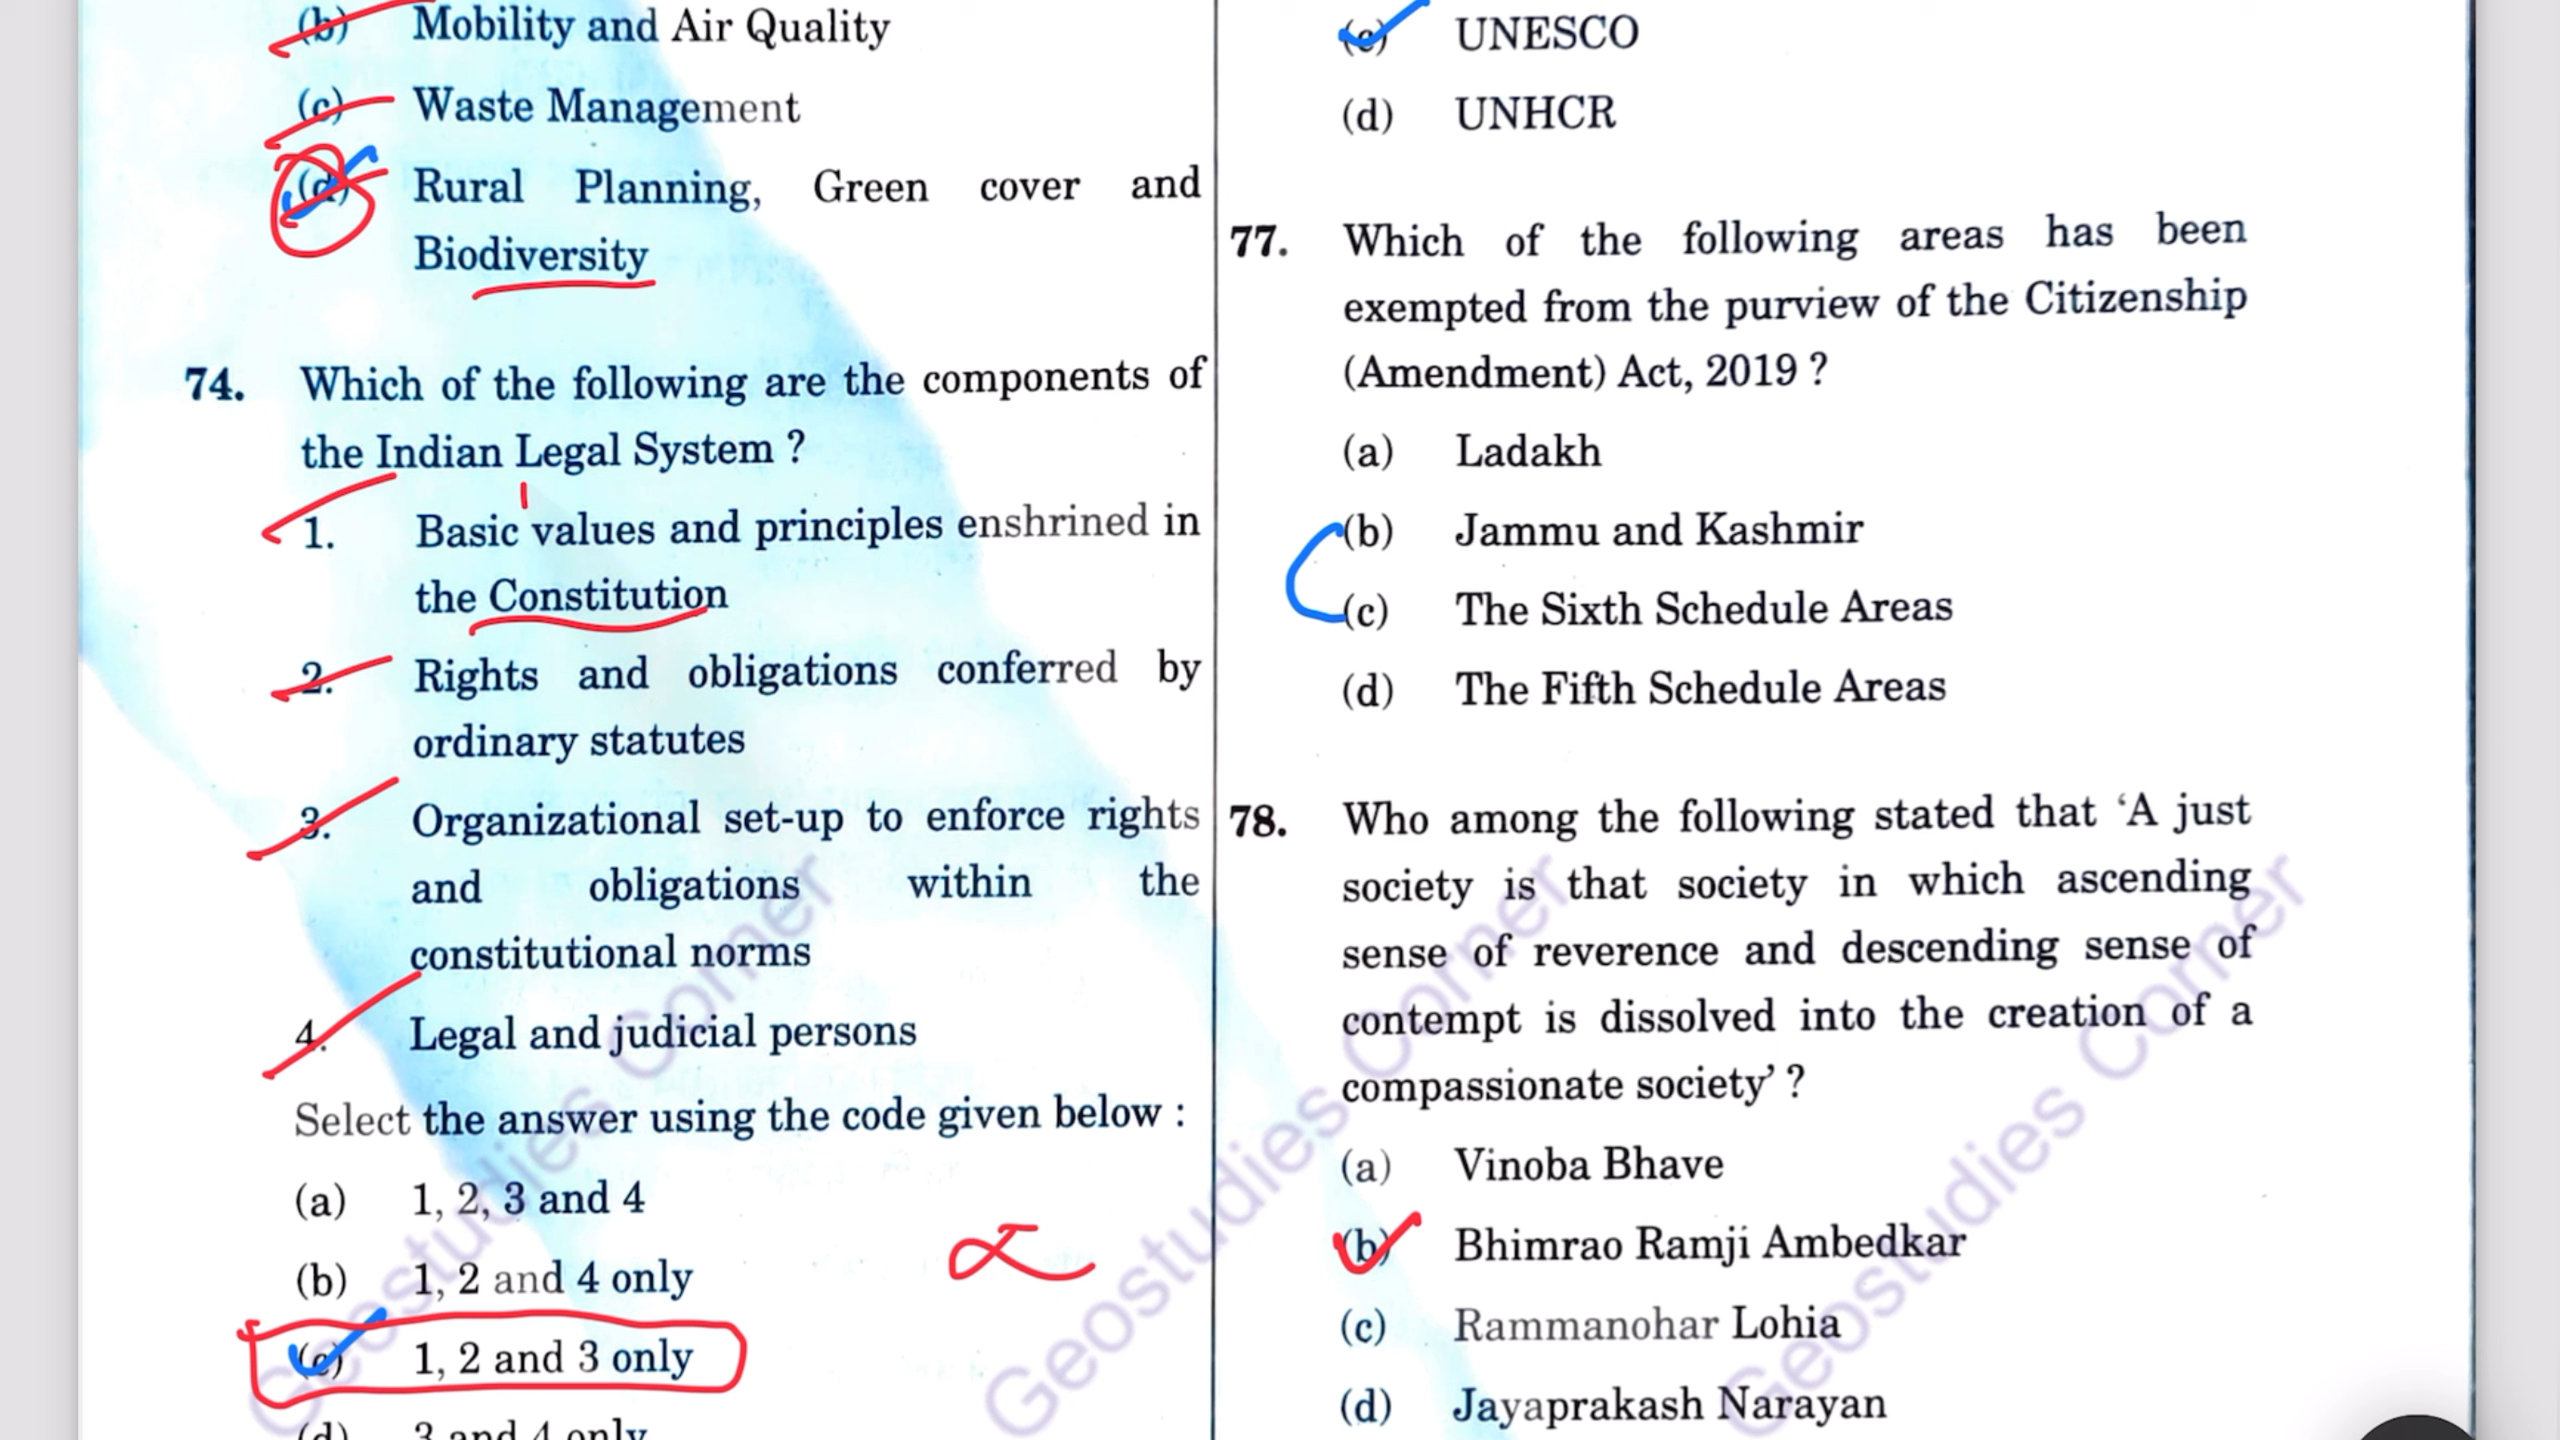 (b) Mobility and Air Quality
(c) Waste Management
(d) Rural Planning, Green cover and
Biodiversity
74. Which of the following are the components of
the Indian Legal System ?
1. Basic values and principles enshrined in
the Constitution
2. Rights and obligations conferred by
ordinary statutes
3. Organizational set-up to enforce rights
and obligations within the
constitutional norms
4. Legal and judicial persons
Select the answer using the code given below :
(a) 1, 2, 3 and 4
(b) 1, 2 and 4 only
(c) 1, 2 and 3 only
(d) 3 and 4 only
(c) UNESCO
(d) UNHCR
77. Which of the following areas has been
exempted from the purview of the Citizenship
(Amendment) Act, 2019 ?
(a) Ladakh
(b) Jammu and Kashmir
(c) The Sixth Schedule Areas
(d) The Fifth Schedule Areas
78. Who among the following stated that ‘A just
society is that society in which ascending
sense of reverence and descending sense of
contempt is dissolved into the creation of a
compassionate society’ ?
(a) Vinoba Bhave
(b) Bhimrao Ramji Ambedkar
(c) Rammanohar Lohia
(d) Jayaprakash Narayan
Geostudies Corner
Geostudies Corner
Geostudies Corner